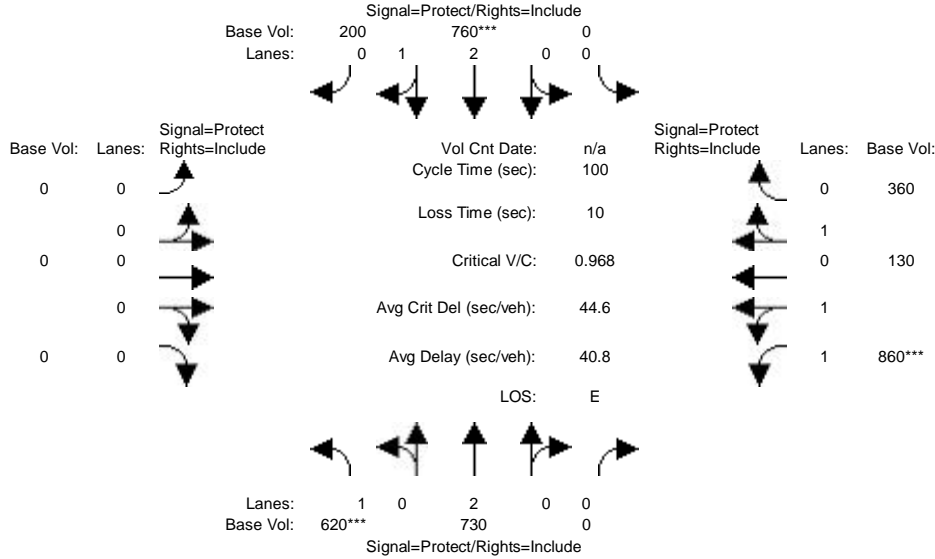 Signal=Protect/Rights=Include
Base Vol: 200 760*** 0
Lanes: 0 1 2 0 0
Signal=Protect
Base Vol: Lanes: Rights=Include
Vol Cnt Date: n/a
Signal=Protect
Rights=Include Lanes: Base Vol:
Cycle Time (sec): 100
0 0
0 360
Loss Time (sec): 10
0
1
0 0
Critical V/C: 0.968
0 130
0
Avg Crit Del (sec/veh): 44.6
1
0 0
Avg Delay (sec/veh): 40.8
1 860***
LOS: E
Lanes: 1 0 2 0 0
Base Vol: 620*** 730 0
Signal=Protect/Rights=Include